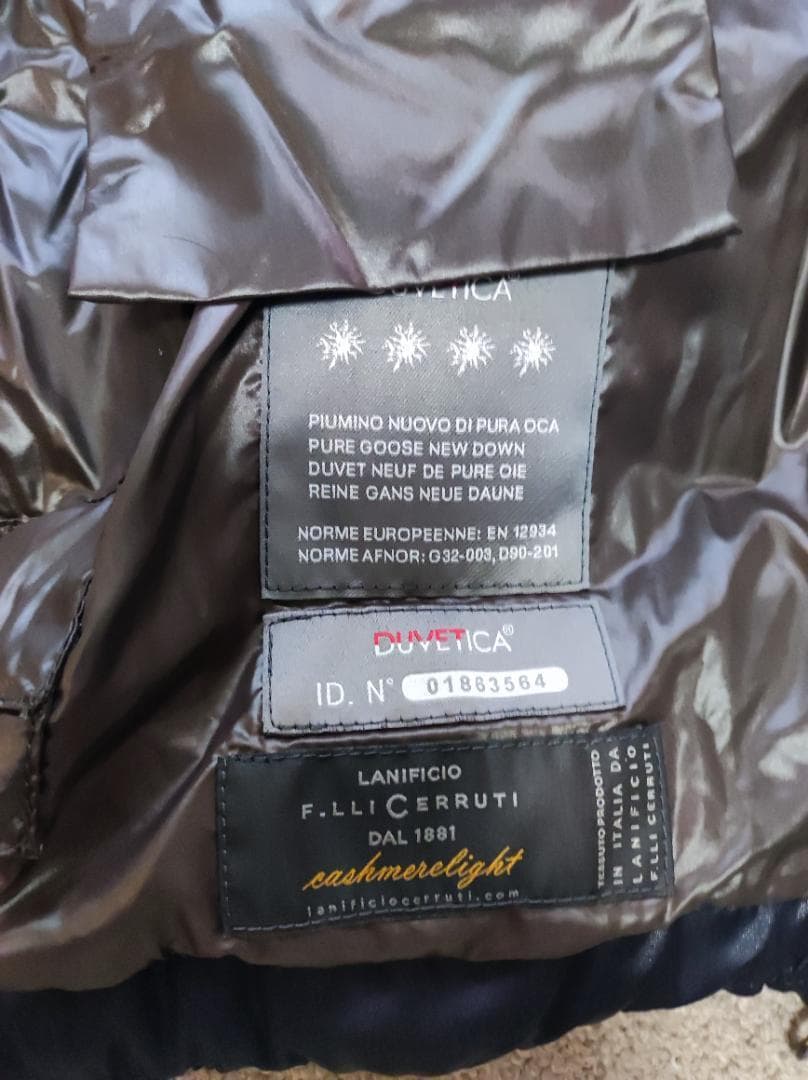 DUVETICA®
PIUMINO NUOVO DI PURA OCA
PURE GOOSE NEW DOWN
DUVET NEUF DE PURE OIE
REINE GANS NEUE DAUNE
NORME EUROPEENNE: EN 12934
NORME AFNOR: G32-003, D90-201
DUVETICA®
ID. N° 01863564
LANIFICIO
F.LLI CERRUTI
DAL 1881
cashmerelight
lanificiocerruti.com
TESSUTO PRODOTTO
IN ITALIA DA
LANIFICIO
F.LLI CERRUTI